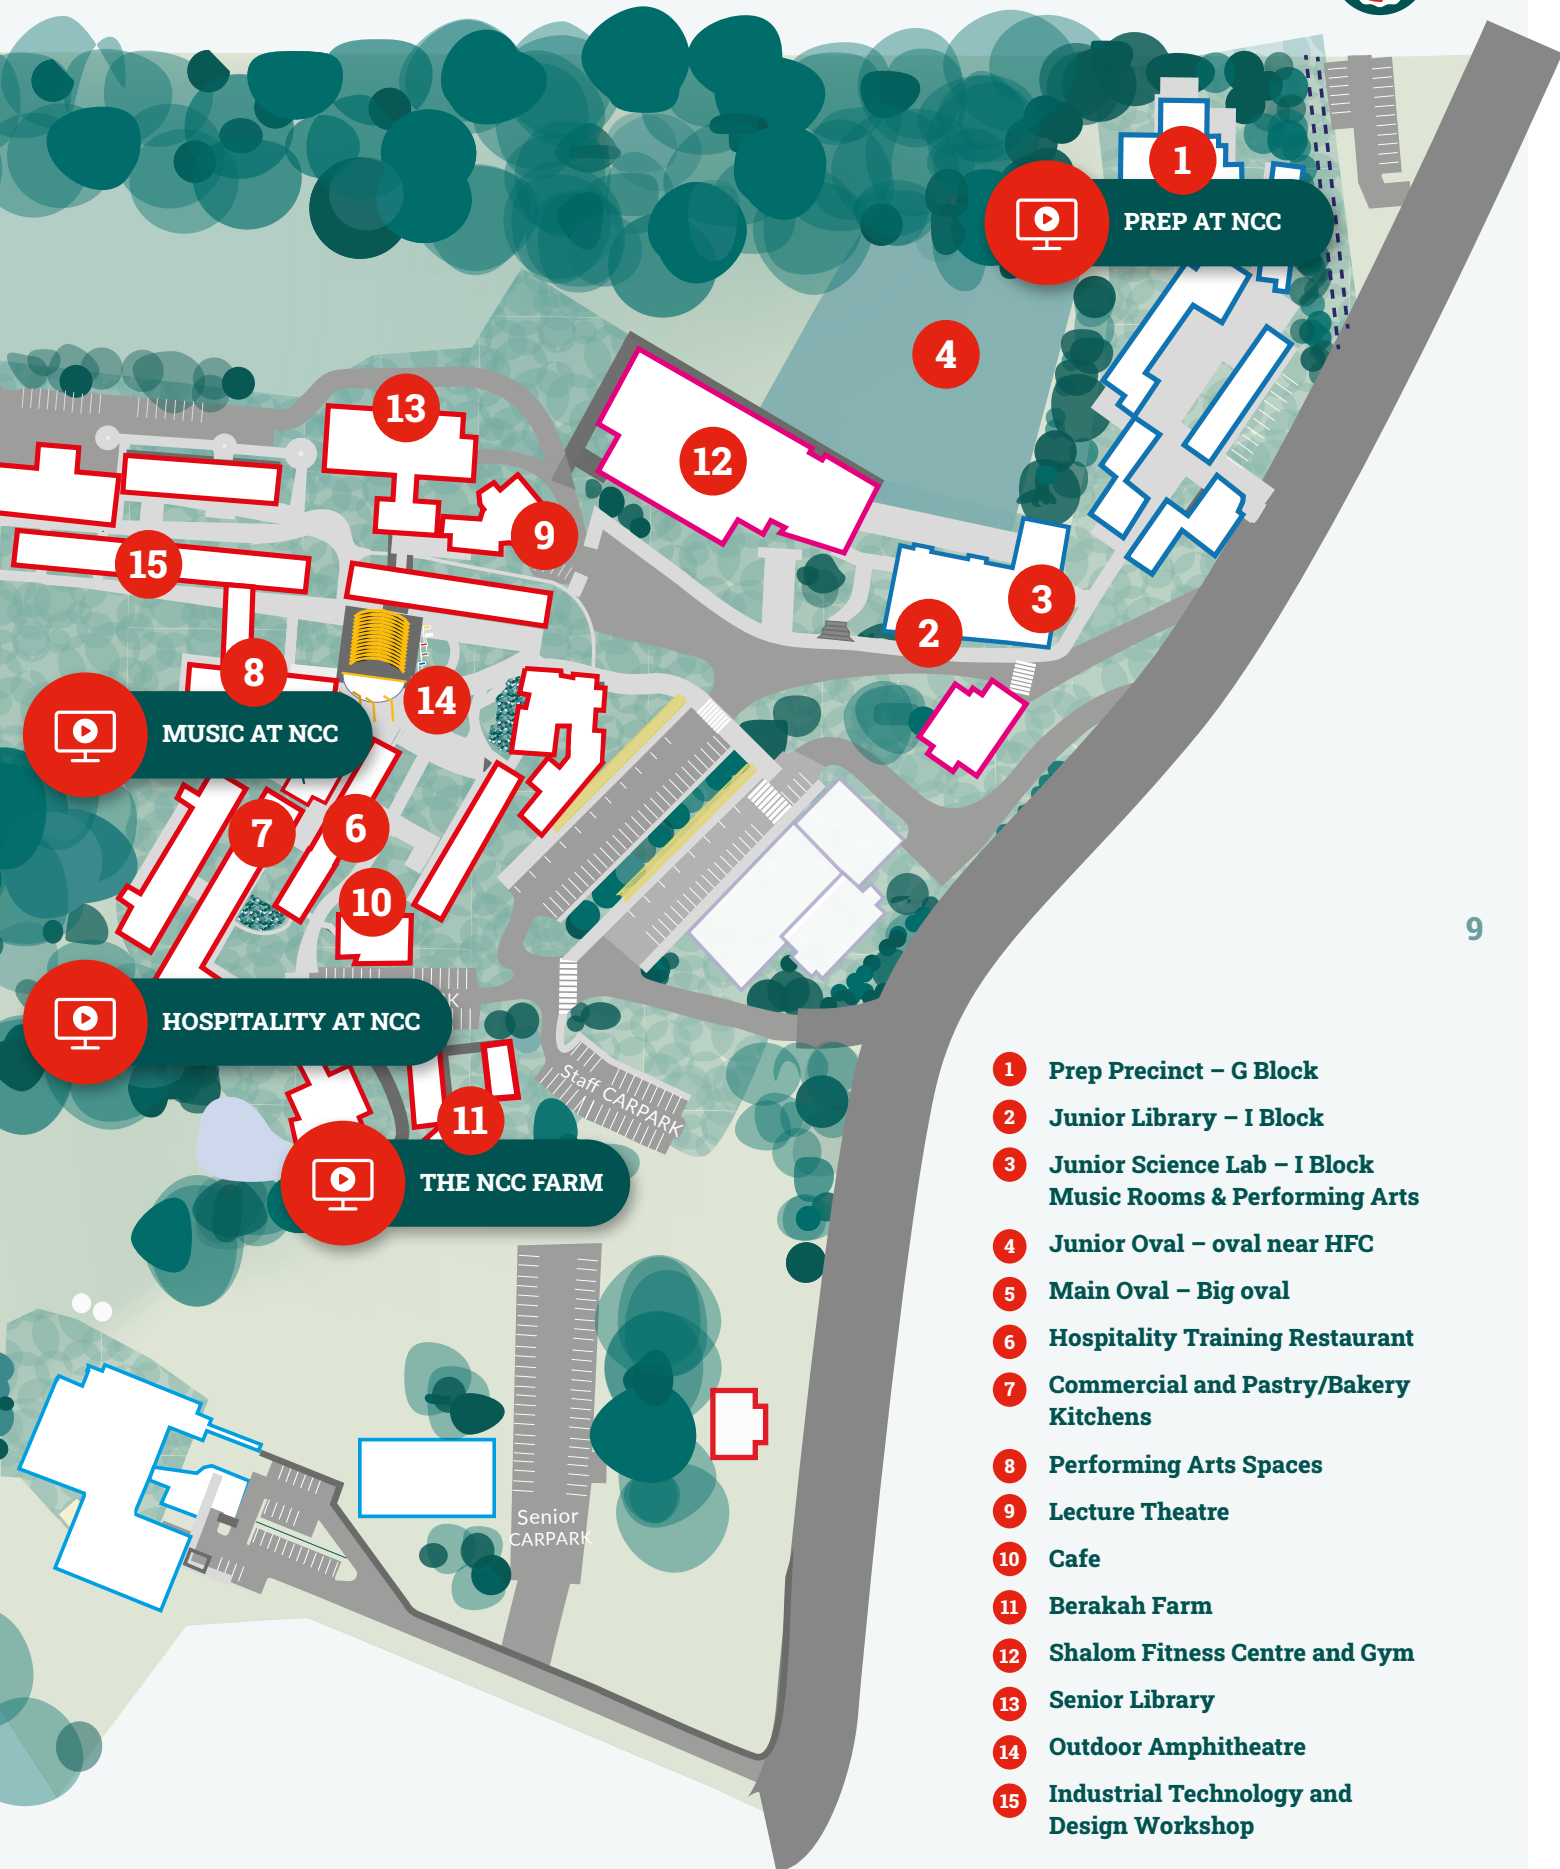 1
PREP AT NCC
4
13
12
9
15
3
2
8
14
MUSIC AT NCC
7
6
10
9
K
HOSPITALITY AT NCC
Staff CARPARK
11
THE NCC FARM
Senior
CARPARK
1 Prep Precinct – G Block
2 Junior Library – I Block
3 Junior Science Lab – I Block
Music Rooms & Performing Arts
4 Junior Oval – oval near HFC
5 Main Oval – Big oval
6 Hospitality Training Restaurant
7 Commercial and Pastry/Bakery
Kitchens
8 Performing Arts Spaces
9 Lecture Theatre
10 Cafe
11 Berakah Farm
12 Shalom Fitness Centre and Gym
13 Senior Library
14 Outdoor Amphitheatre
15 Industrial Technology and
Design Workshop